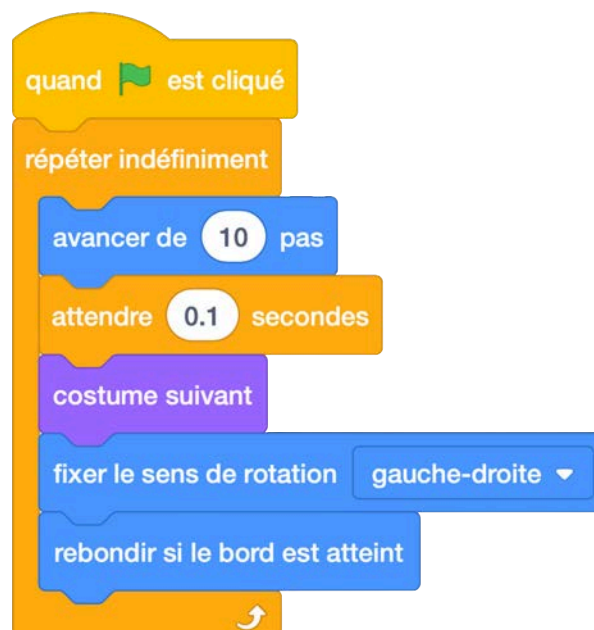 quand est cliqué
répéter indéfiniment
avancer de 10 pas
attendre 0.1 secondes
costume suivant
fixer le sens de rotation gauche-droite
rebondir si le bord est atteint